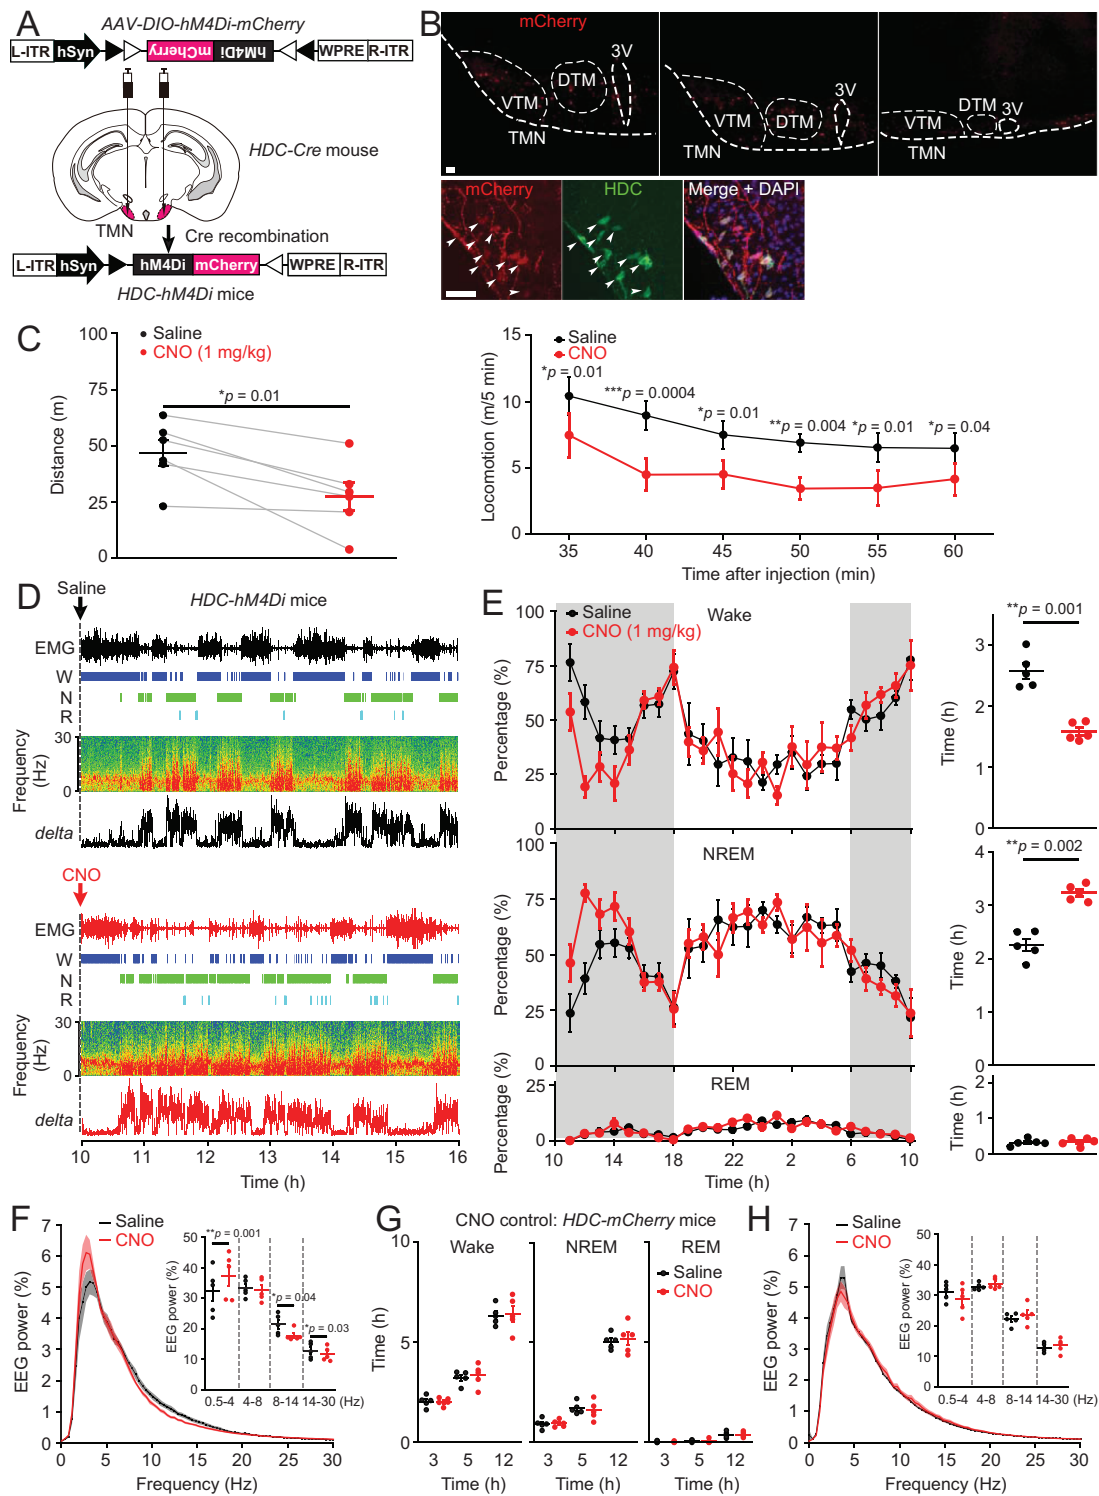 A
AAV-DIO-hM4Di-mCherry
L-ITR hSyn mCherry hM4Di WPRE R-ITR
HDC-Cre mouse
TMN
Cre recombination
L-ITR hSyn hM4Di mCherry WPRE R-ITR
HDC-hM4Di mice
B
mCherry
VTM DTM 3V TMN
VTM DTM 3V TMN
VTM DTM 3V TMN
mCherry HDC Merge + DAPI
C
Saline
CNO (1 mg/kg)
*p = 0.01
Distance (m)
100
75
50
25
0
Saline
CNO
*p = 0.01
***p = 0.0004
*p = 0.01
**p = 0.004
*p = 0.01
*p = 0.04
Locomotion (m/5 min)
15
10
5
0
35 40 45 50 55 60
Time after injection (min)
D
Saline
HDC-hM4Di mice
EMG
W
N
R
Frequency (Hz)
30
0
delta
CNO
EMG
W
N
R
Frequency (Hz)
30
0
delta
10 11 12 13 14 15 16
Time (h)
E
Saline
CNO (1 mg/kg)
Wake
Percentage (%)
100
75
50
25
0
**p = 0.001
Time (h)
3
2
1
0
NREM
Percentage (%)
100
75
50
25
0
**p = 0.002
Time (h)
4
3
2
1
0
REM
Percentage (%)
25
0
10 14 18 22 2 6 10
Time (h)
Time (h)
2
1
0
F
Saline
CNO
EEG power (%)
7
6
5
4
3
2
1
0
0 5 10 15 20 25 30
Frequency (Hz)
EEG power (%)
50
40
30
20
10
0
**p = 0.001
*p = 0.04
*p = 0.03
0.5-4 4-8 8-14 14-30 (Hz)
G
CNO control: HDC-mCherry mice
Wake NREM REM
Saline
CNO
Time (h)
10
5
0
3 5 12 3 5 12 3 5 12
Time (h) Time (h) Time (h)
H
Saline
CNO
EEG power (%)
7
6
5
4
3
2
1
0
0 5 10 15 20 25 30
Frequency (Hz)
EEG power (%)
50
40
30
20
10
0
0.5-4 4-8 8-14 14-30 (Hz)